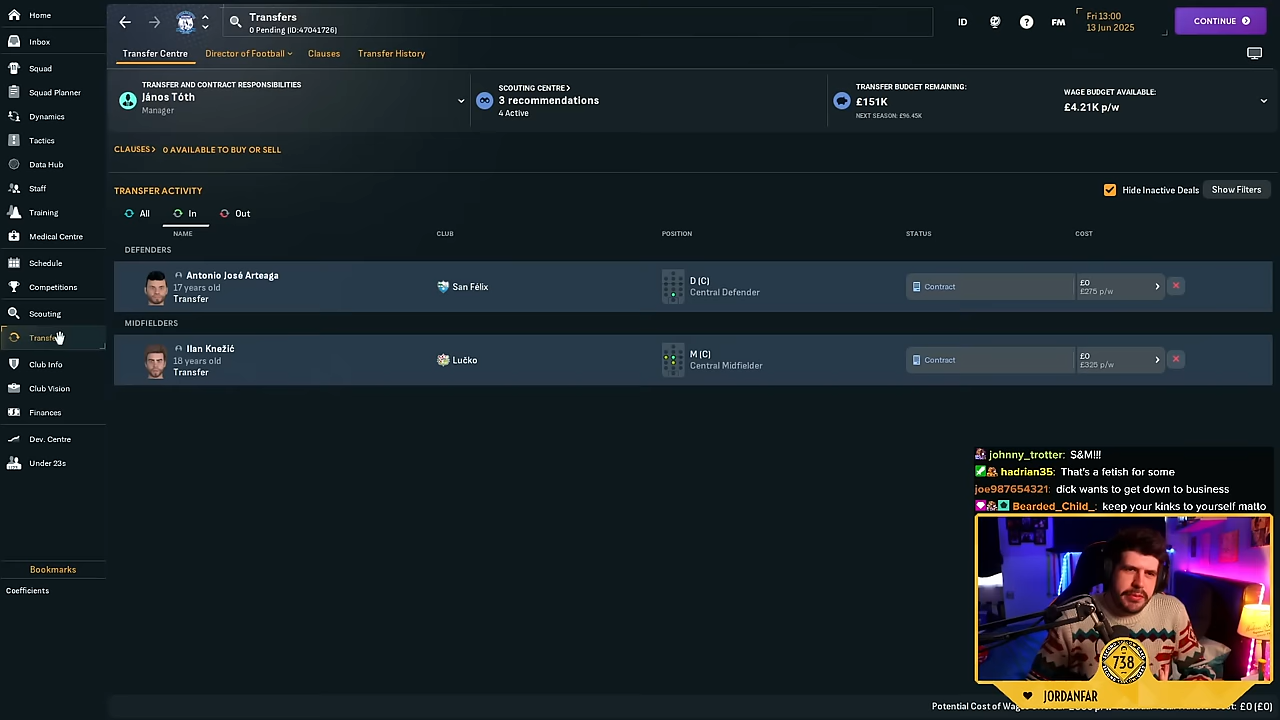 Home
Inbox
Squad
Squad Planner
Dynamics
Tactics
Data Hub
Staff
Training
Medical Centre
Schedule
Competitions
Scouting
Transfe
Club Info
Club Vision
Finances
Dev. Centre
Under 23s
Bookmarks
Coefficients
Transfers
0 Pending (ID:47041726)
ID
FM
Fri 13:00
13 Jun 2025
CONTINUE
Transfer Centre
Director of Football
Clauses
Transfer History
TRANSFER AND CONTRACT RESPONSIBILITIES
János Tóth
Manager
SCOUTING CENTRE >
3 recommendations
4 Active
TRANSFER BUDGET REMAINING:
£151K
NEXT SEASON: £96.45K
WAGE BUDGET AVAILABLE:
£4.21K p/w
CLAUSES > 0 AVAILABLE TO BUY OR SELL
TRANSFER ACTIVITY
Hide Inactive Deals
Show Filters
All
In
Out
NAME
CLUB
POSITION
STATUS
COST
DEFENDERS
Antonio José Arteaga
17 years old
Transfer
San Félix
D (C)
Central Defender
Contract
£0
£275 p/w
MIDFIELDERS
Ilan Knežić
18 years old
Transfer
Lučko
M (C)
Central Midfielder
Contract
£0
£325 p/w
johnny_trotter: S&M!!!
hadrian35: That's a fetish for some
joe987654321: dick wants to get down to business
Bearded_Child_: keep your kinks to yourself matto
738
JORDANFAR
Potential Cost of Wag
£0 (£0)